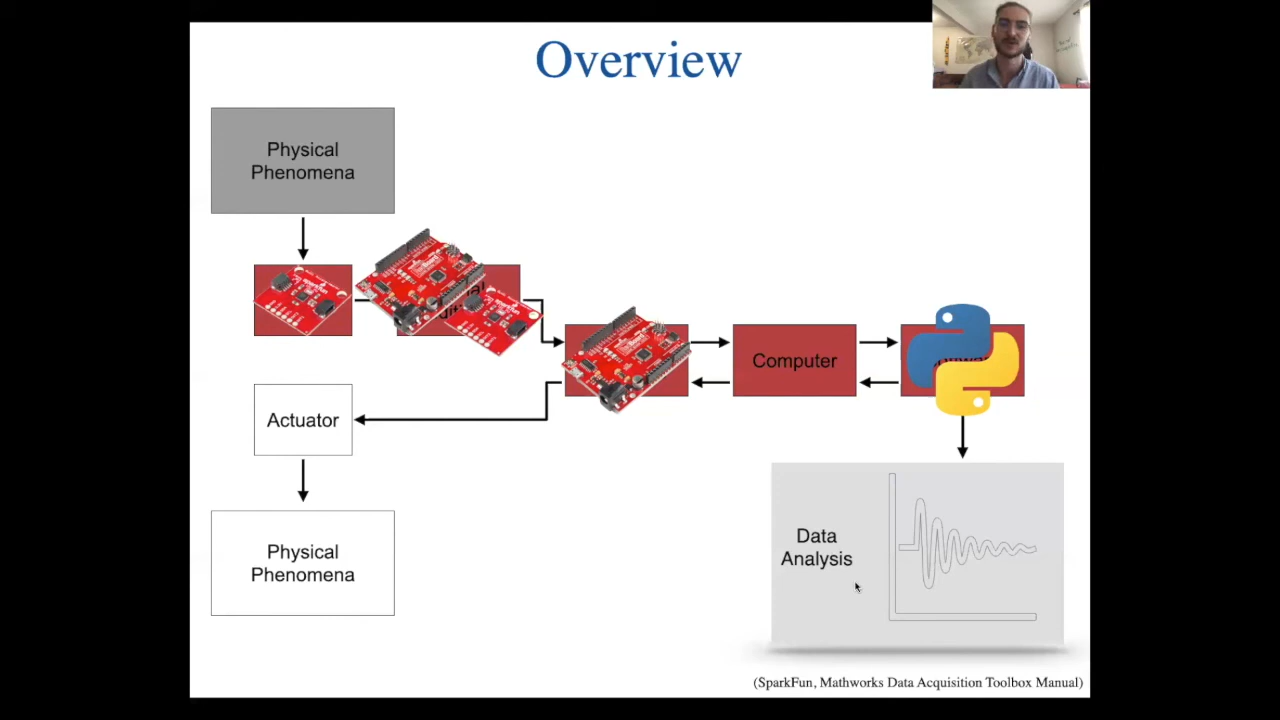 Overview
Physical
Phenomena
Computer
Actuator
Physical
Phenomena
Data
Analysis
(SparkFun, Mathworks Data Acquisition Toolbox Manual)